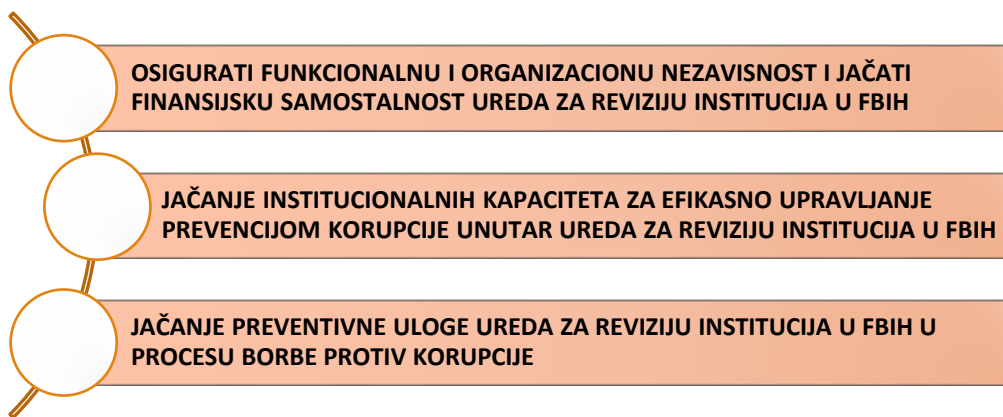 OSIGURATI FUNKCIONALNU I ORGANIZACIONU NEZAVISNOST I JAČATI
FINANSIJSKU SAMOSTALNOST UREDA ZA REVIZIJU INSTITUCIJA U FBIH
JAČANJE INSTITUCIONALNIH KAPACITETA ZA EFIKASNO UPRAVLJANJE
PREVENCIJOM KORUPCIJE UNUTAR UREDA ZA REVIZIJU INSTITUCIJA U FBIH
JAČANJE PREVENTIVNE ULOGE UREDA ZA REVIZIJU INSTITUCIJA U FBIH U
PROCESU BORBE PROTIV KORUPCIJE